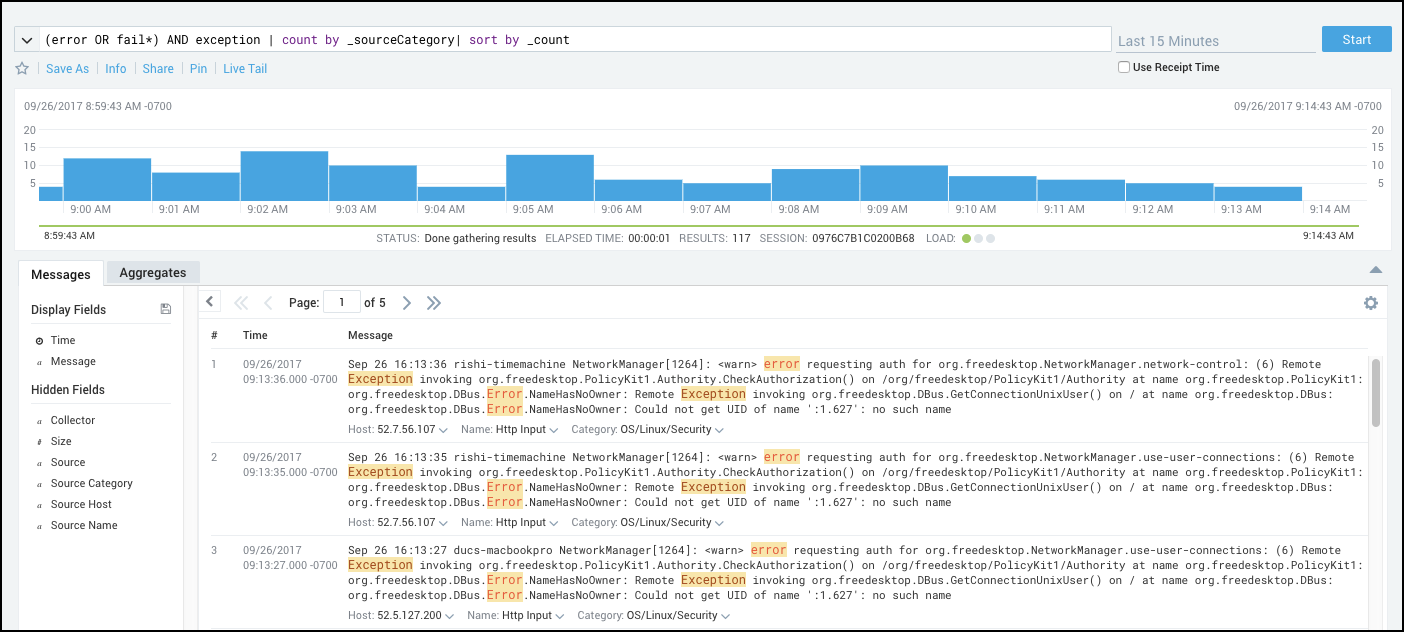 (error OR fail*) AND exception | count by _sourceCategory| sort by _count
Last 15 Minutes
Start
Save As
Info
Share
Pin
Live Tail
Use Receipt Time
09/26/2017 8:59:43 AM -0700
09/26/2017 9:14:43 AM -0700
20 20
15 15
10 10
5 5
9:00 AM 9:01 AM 9:02 AM 9:03 AM 9:04 AM 9:05 AM 9:06 AM 9:07 AM 9:08 AM 9:09 AM 9:10 AM 9:11 AM 9:12 AM 9:13 AM 9:14 AM
8:59:43 AM
STATUS: Done gathering results ELAPSED TIME: 00:00:01 RESULTS: 117 SESSION: 0976C7B1C0200B68 LOAD:
9:14:43 AM
Messages
Aggregates
Display Fields
a Time
a Message
Hidden Fields
a Collector
# Size
a Source
a Source Category
a Source Host
a Source Name
Page: 1 of 5
# Time Message
1
09/26/2017
09:13:36.000 -0700
Sep 26 16:13:36 rishi-timemachine NetworkManager[1264]: <warn> error requesting auth for org.freedesktop.NetworkManager.network-control: (6) Remote
Exception invoking org.freedesktop.PolicyKit1.Authority.CheckAuthorization() on /org/freedesktop/PolicyKit1/Authority at name org.freedesktop.PolicyKit1:
org.freedesktop.DBus.Error.NameHasNoOwner: Remote Exception invoking org.freedesktop.DBus.GetConnectionUnixUser() on / at name org.freedesktop.DBus:
org.freedesktop.DBus.Error.NameHasNoOwner: Could not get UID of name ':1.627': no such name
Host: 52.7.56.107 Name: Http Input Category: OS/Linux/Security
2
09/26/2017
09:13:35.000 -0700
Sep 26 16:13:35 rishi-timemachine NetworkManager[1264]: <warn> error requesting auth for org.freedesktop.NetworkManager.use-user-connections: (6) Remote
Exception invoking org.freedesktop.PolicyKit1.Authority.CheckAuthorization() on /org/freedesktop/PolicyKit1/Authority at name org.freedesktop.PolicyKit1:
org.freedesktop.DBus.Error.NameHasNoOwner: Remote Exception invoking org.freedesktop.DBus.GetConnectionUnixUser() on / at name org.freedesktop.DBus:
org.freedesktop.DBus.Error.NameHasNoOwner: Could not get UID of name ':1.627': no such name
Host: 52.7.56.107 Name: Http Input Category: OS/Linux/Security
3
09/26/2017
09:13:27.000 -0700
Sep 26 16:13:27 ducs-macbookpro NetworkManager[1264]: <warn> error requesting auth for org.freedesktop.NetworkManager.use-user-connections: (6) Remote
Exception invoking org.freedesktop.PolicyKit1.Authority.CheckAuthorization() on /org/freedesktop/PolicyKit1/Authority at name org.freedesktop.PolicyKit1:
org.freedesktop.DBus.Error.NameHasNoOwner: Remote Exception invoking org.freedesktop.DBus.GetConnectionUnixUser() on / at name org.freedesktop.DBus:
org.freedesktop.DBus.Error.NameHasNoOwner: Could not get UID of name ':1.627': no such name
Host: 52.5.127.200 Name: Http Input Category: OS/Linux/Security